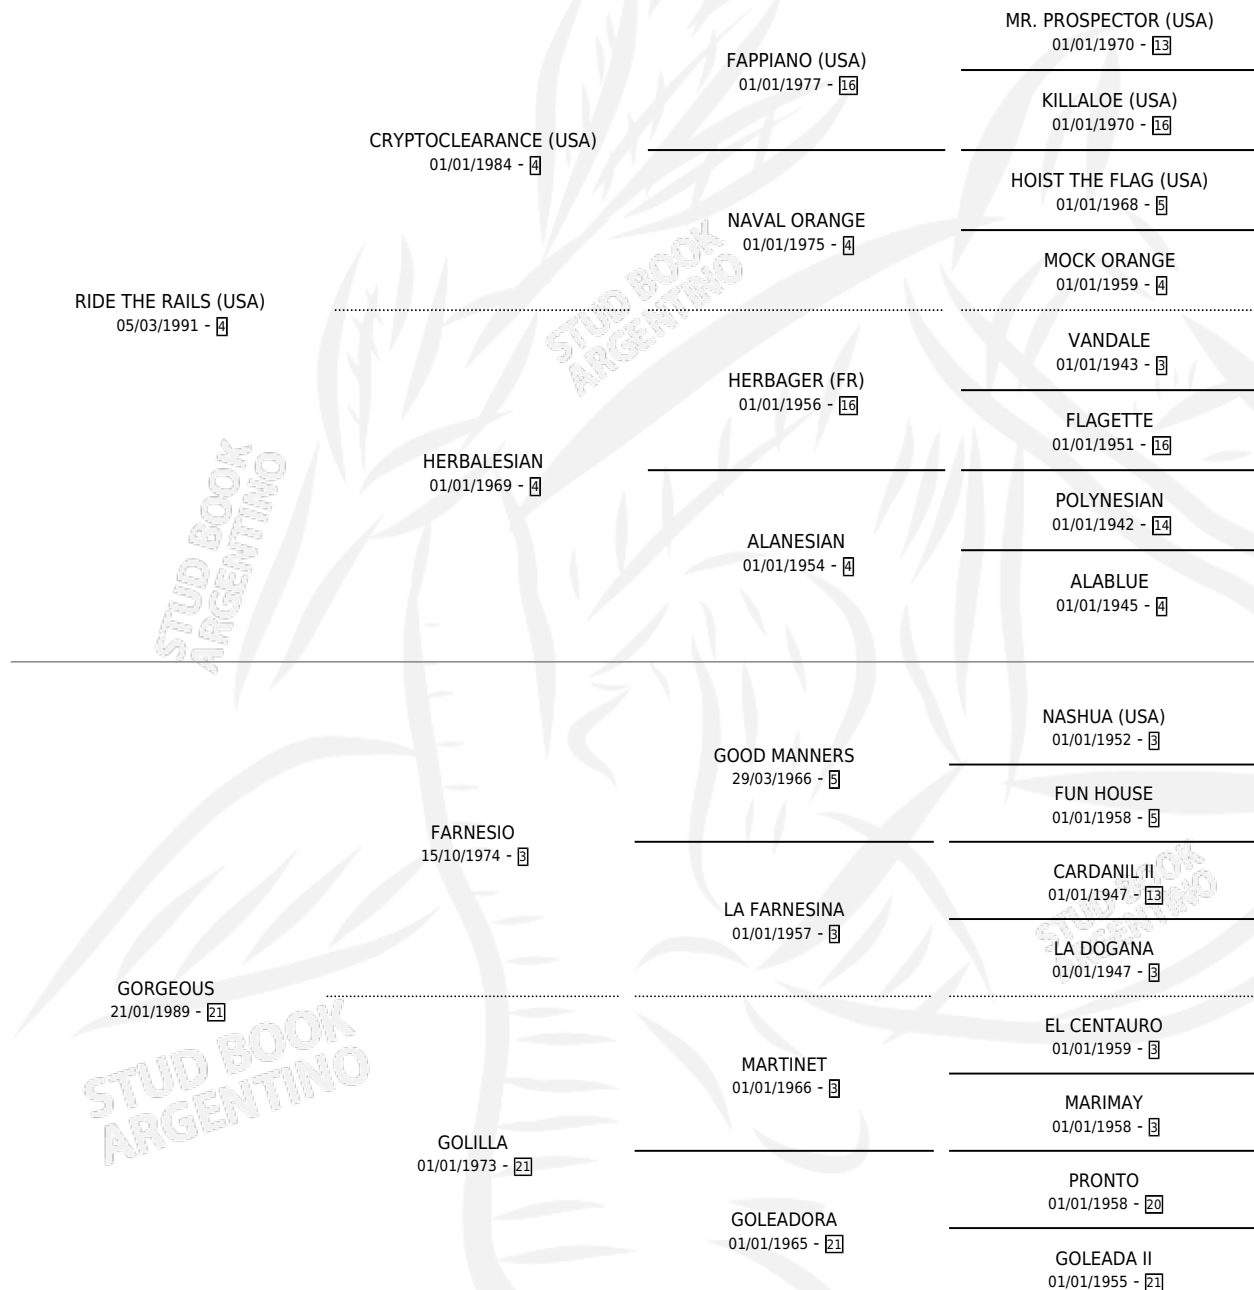 MR. PROSPECTOR (USA)
01/01/1970 - 13
FAPPIANO (USA)
01/01/1977 - 16
KILLALOE (USA)
01/01/1970 - 16
CRYPTOCLEARANCE (USA)
01/01/1984 - 4
HOIST THE FLAG (USA)
01/01/1968 - 5
NAVAL ORANGE
01/01/1975 - 4
MOCK ORANGE
01/01/1959 - 4
RIDE THE RAILS (USA)
05/03/1991 - 4
VANDALE
01/01/1943 - 3
HERBAGER (FR)
01/01/1956 - 16
FLAGETTE
01/01/1951 - 16
HERBALESIAN
01/01/1969 - 4
POLYNESIAN
01/01/1942 - 14
ALANESIAN
01/01/1954 - 4
ALABLUE
01/01/1945 - 4
NASHUA (USA)
01/01/1952 - 3
GOOD MANNERS
29/03/1966 - 5
FUN HOUSE
01/01/1958 - 5
FARNESIO
15/10/1974 - 3
CARDANIL II
01/01/1947 - 13
LA FARNESINA
01/01/1957 - 3
LA DOGANA
01/01/1947 - 3
GORGEOUS
21/01/1989 - 21
EL CENTAURO
01/01/1959 - 3
MARTINET
01/01/1966 - 3
MARIMAY
01/01/1958 - 3
GOLILLA
01/01/1973 - 21
PRONTO
01/01/1958 - 20
GOLEADORA
01/01/1965 - 21
GOLEADA II
01/01/1955 - 21
STUD BOOK
ARGENTINO
STUD BOOK
ARGENTINO
STUD BOOK
ARGENTINO
STUD BOOK
ARGENTINO